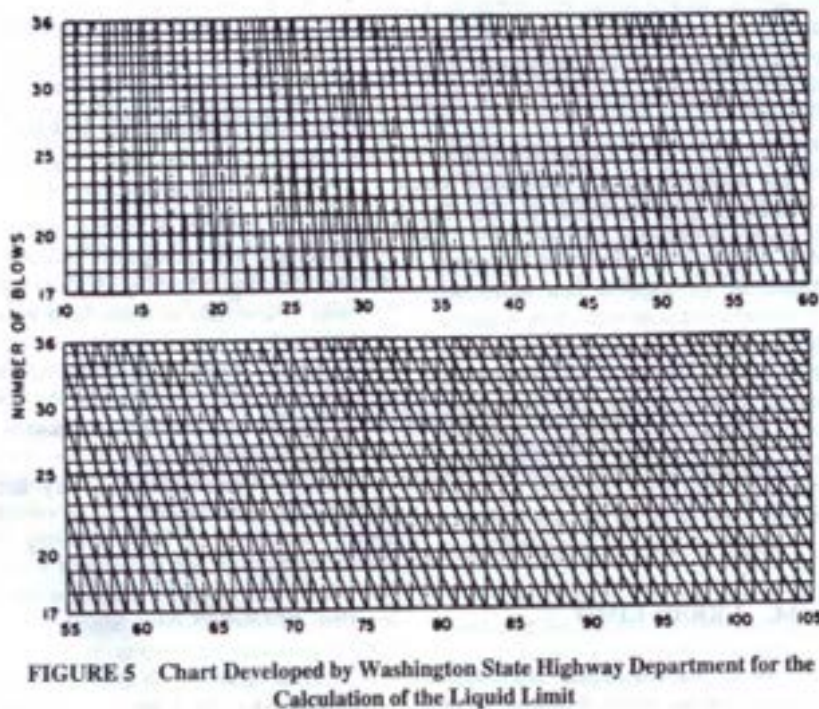 36
30
25
20
17
10 15 20 25 30 35 40 45 50 55 60
NUMBER OF BLOWS
36
30
25
20
17
55 60 65 70 75 80 85 90 95 100 105
FIGURE 5 Chart Developed by Washington State Highway Department for the
Calculation of the Liquid Limit